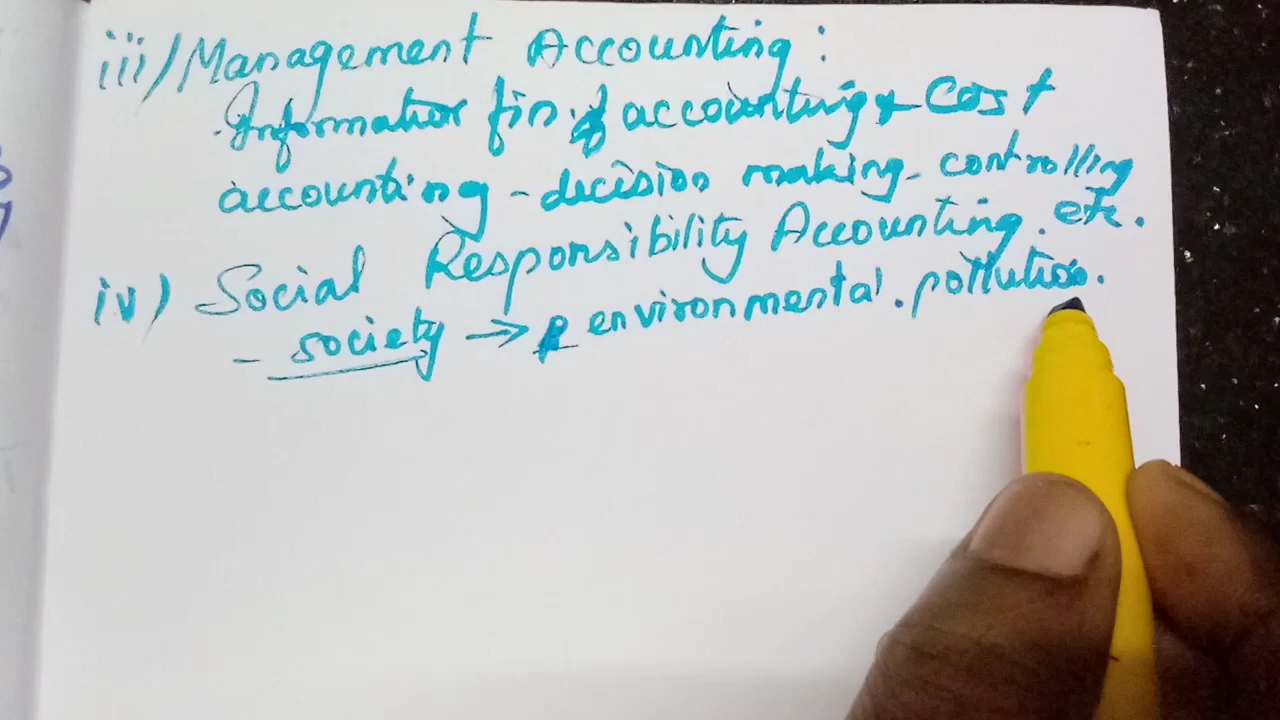 iii) Management Accounting :
. Information fin. accounting & cost
accounting - decision making - controlling
etc.
iv) Social Responsibility Accounting.
- society → environmental . pollution.